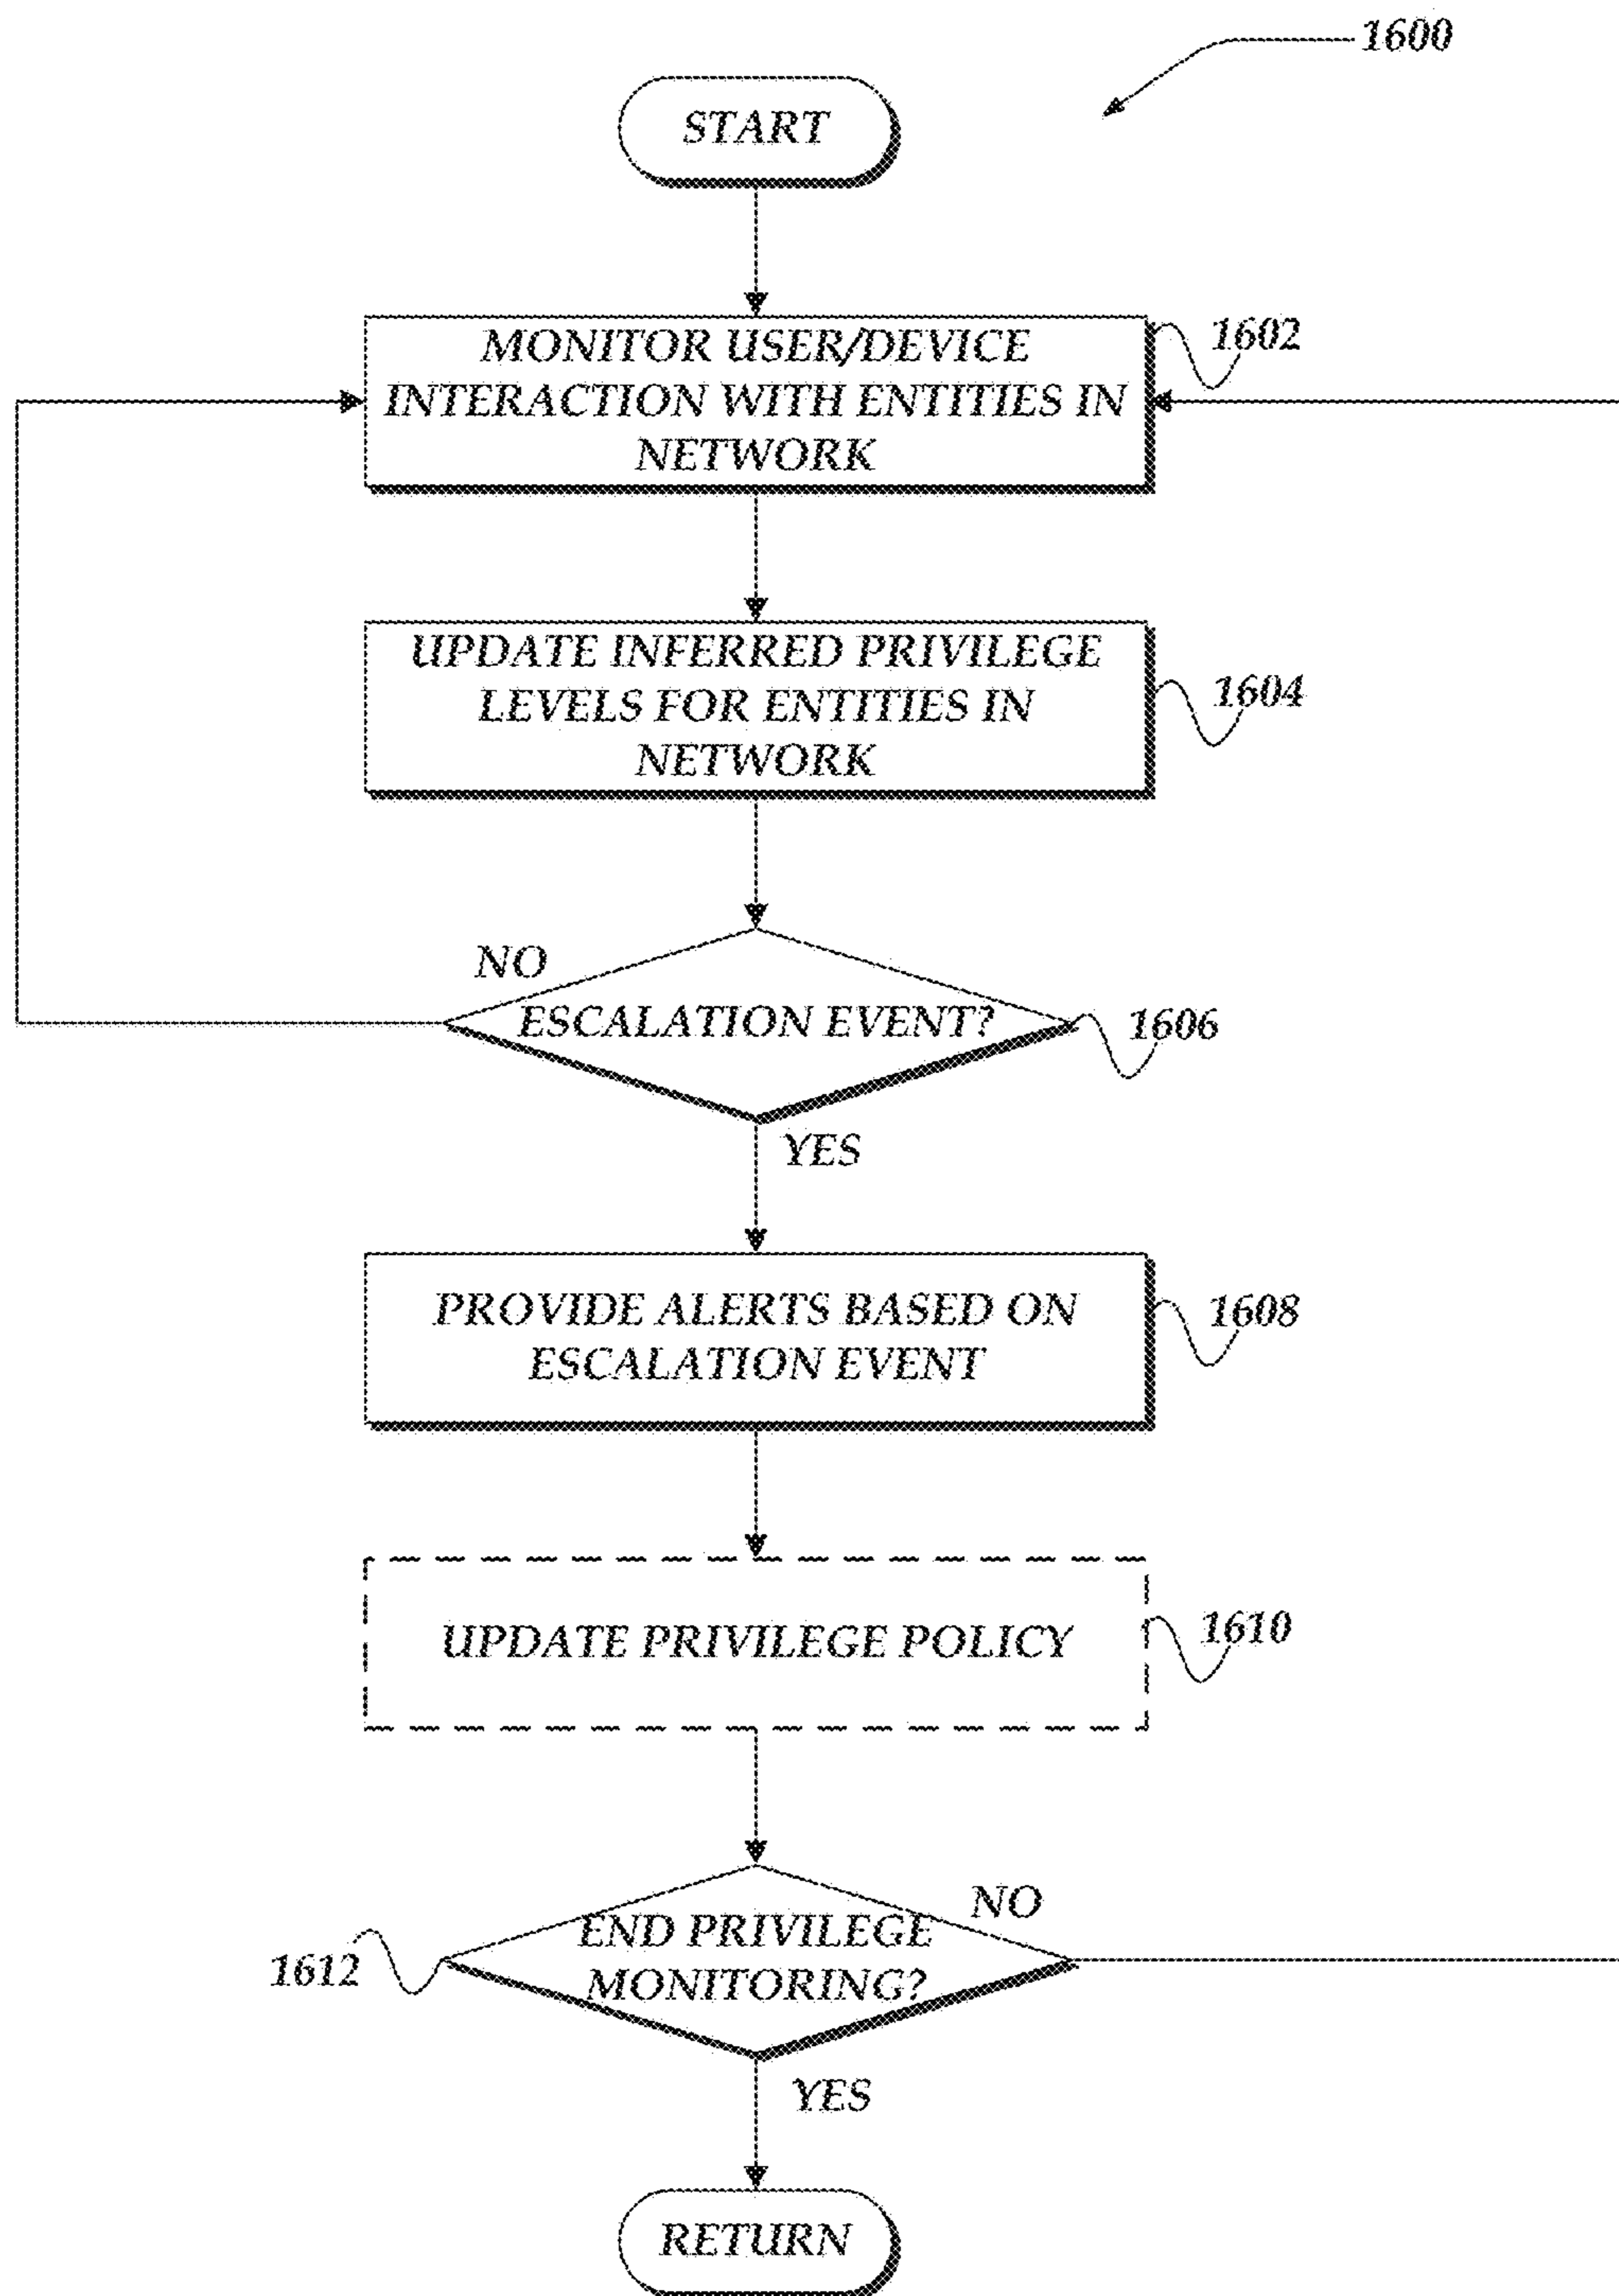 1600
START
MONITOR USER/DEVICE
INTERACTION WITH ENTITIES IN
NETWORK
1602
UPDATE INFERRED PRIVILEGE
LEVELS FOR ENTITIES IN
NETWORK
1604
NO
ESCALATION EVENT?
1606
YES
PROVIDE ALERTS BASED ON
ESCALATION EVENT
1608
UPDATE PRIVILEGE POLICY
1610
NO
END PRIVILEGE
MONITORING?
1612
YES
RETURN